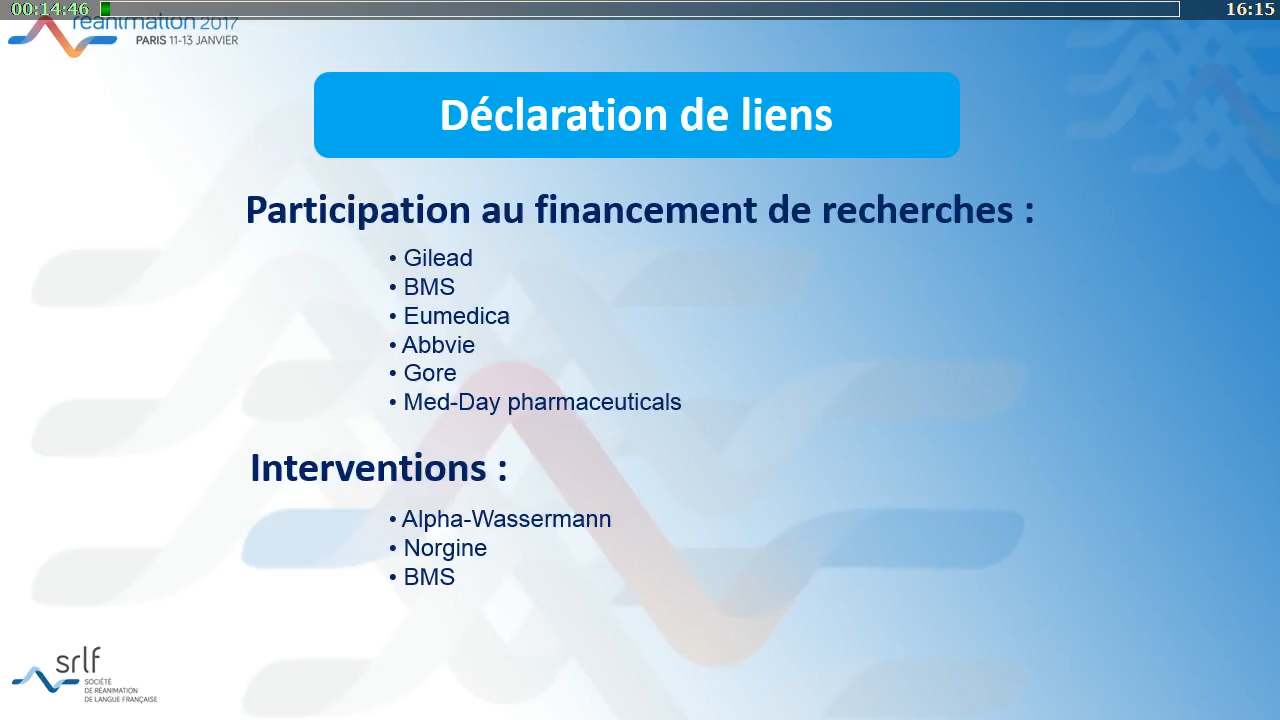 00:14:46
16:15
réanimation 2017
PARIS 11-13 JANVIER
Déclaration de liens
Participation au financement de recherches :
• Gilead
• BMS
• Eumedica
• Abbvie
• Gore
• Med-Day pharmaceuticals
Interventions :
• Alpha-Wassermann
• Norgine
• BMS
srlf
SOCIÉTÉ
DE RÉANIMATION
DE LANGUE FRANÇAISE